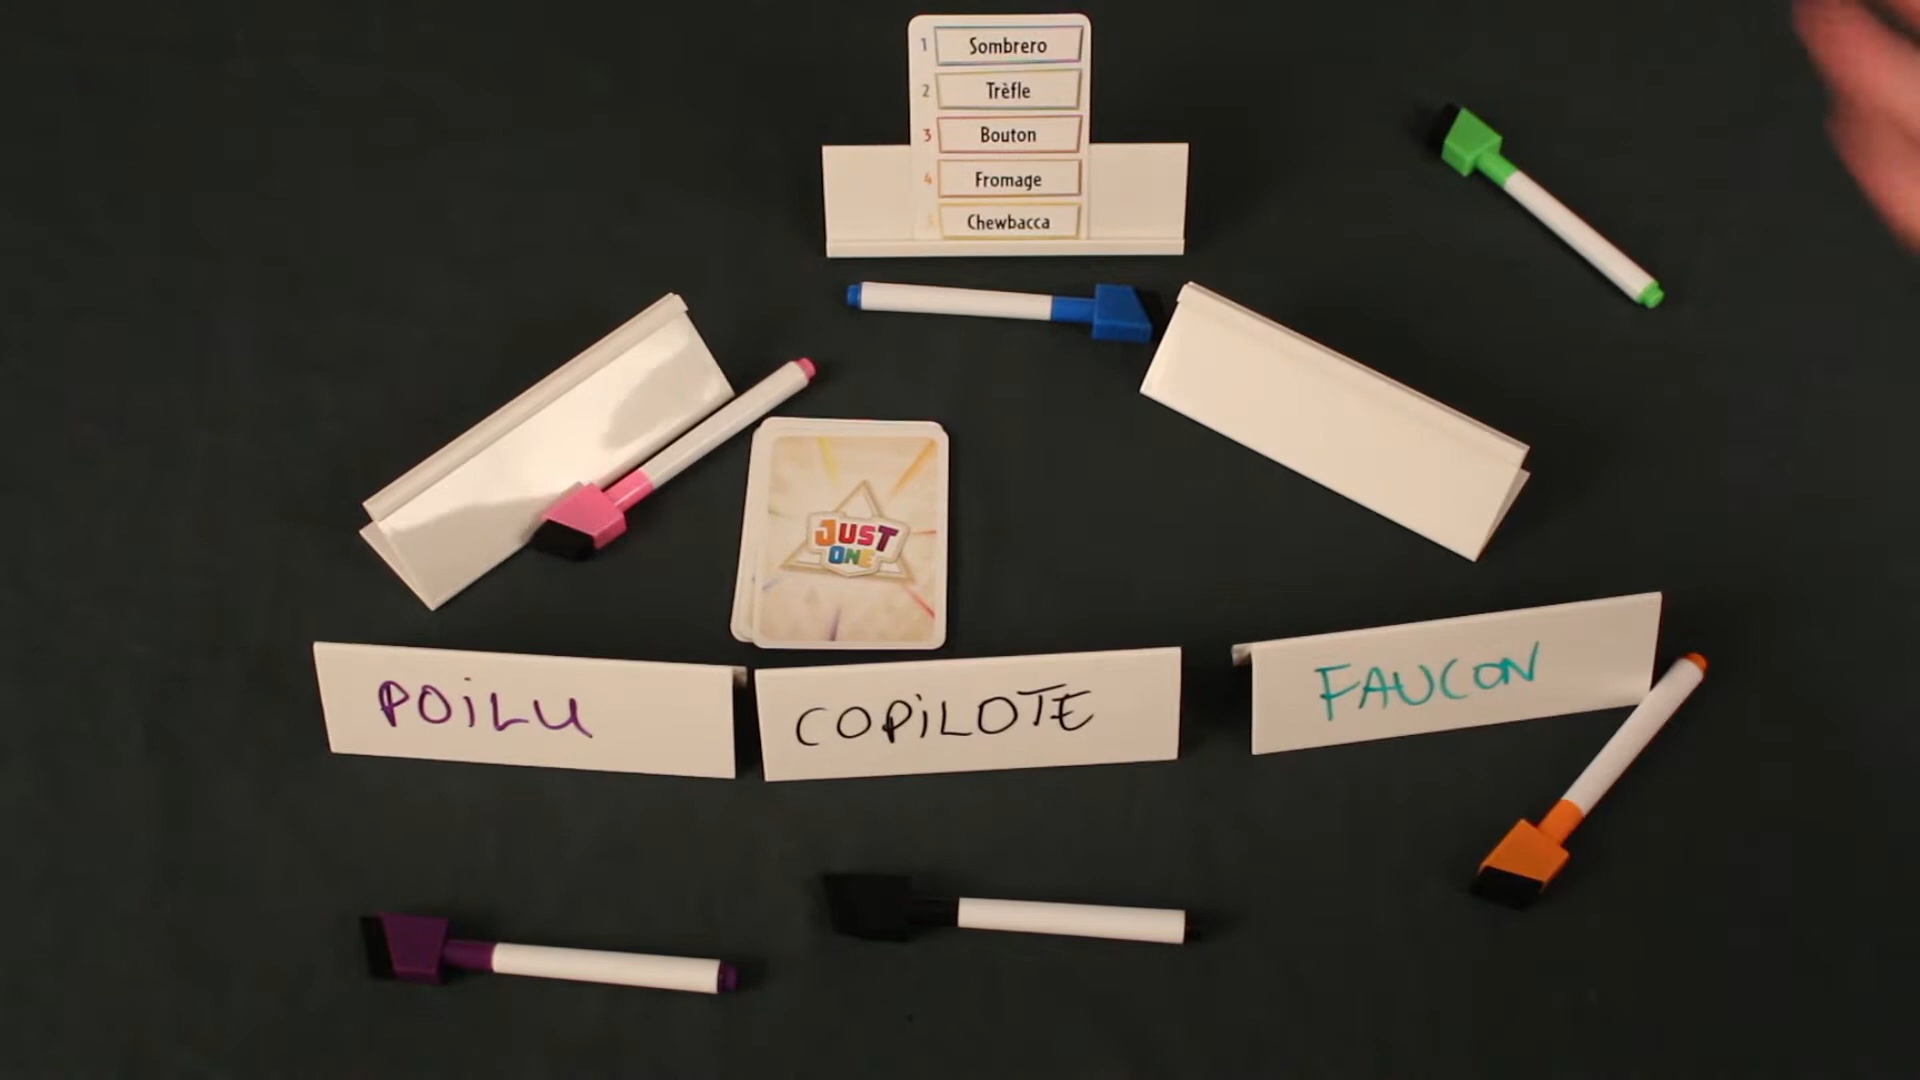 1 Sombrero
2 Trèfle
3 Bouton
4 Fromage
5 Chewbacca
JUST
ONE
POiLU
COPiLOTE
FAUCON